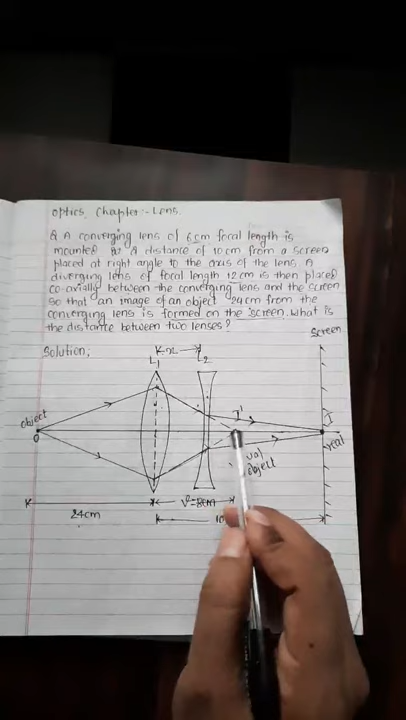 Optics, Chapter:- Lens.
Q. A converging lens of 6cm focal length is
mounted at a distance of 10cm from a screen
placed at right angle to the axis of the lens. A
diverging lens of focal length 12cm is then placed
co-axially between the converging lens and the screen
so that an image of an object 24cm from the
converging lens is formed on the screen. What is
the distance between two lenses?
Screen
Solution;
x
L1 L2
object
I' I
O
real
object
V=8cm
24cm
10